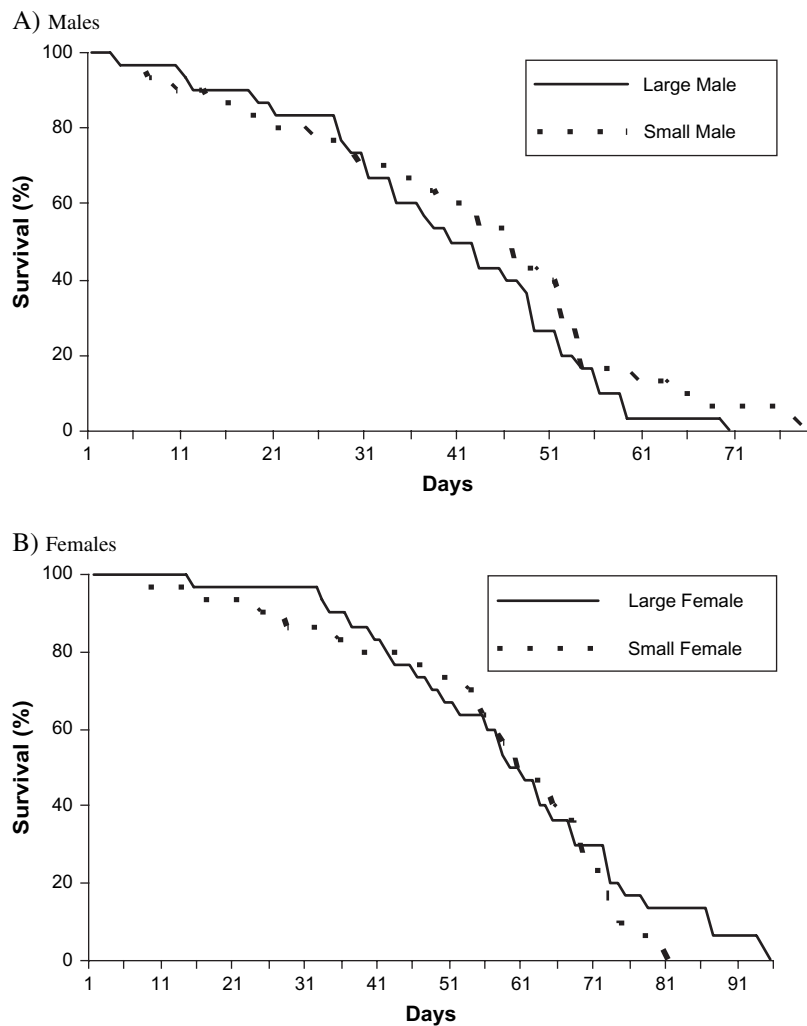 A) Males
100
80
60
40
20
0
Survival (%)
Large Male
Small Male
1 11 21 31 41 51 61 71
Days
B) Females
100
80
60
40
20
0
Survival (%)
Large Female
Small Female
1 11 21 31 41 51 61 71 81 91
Days